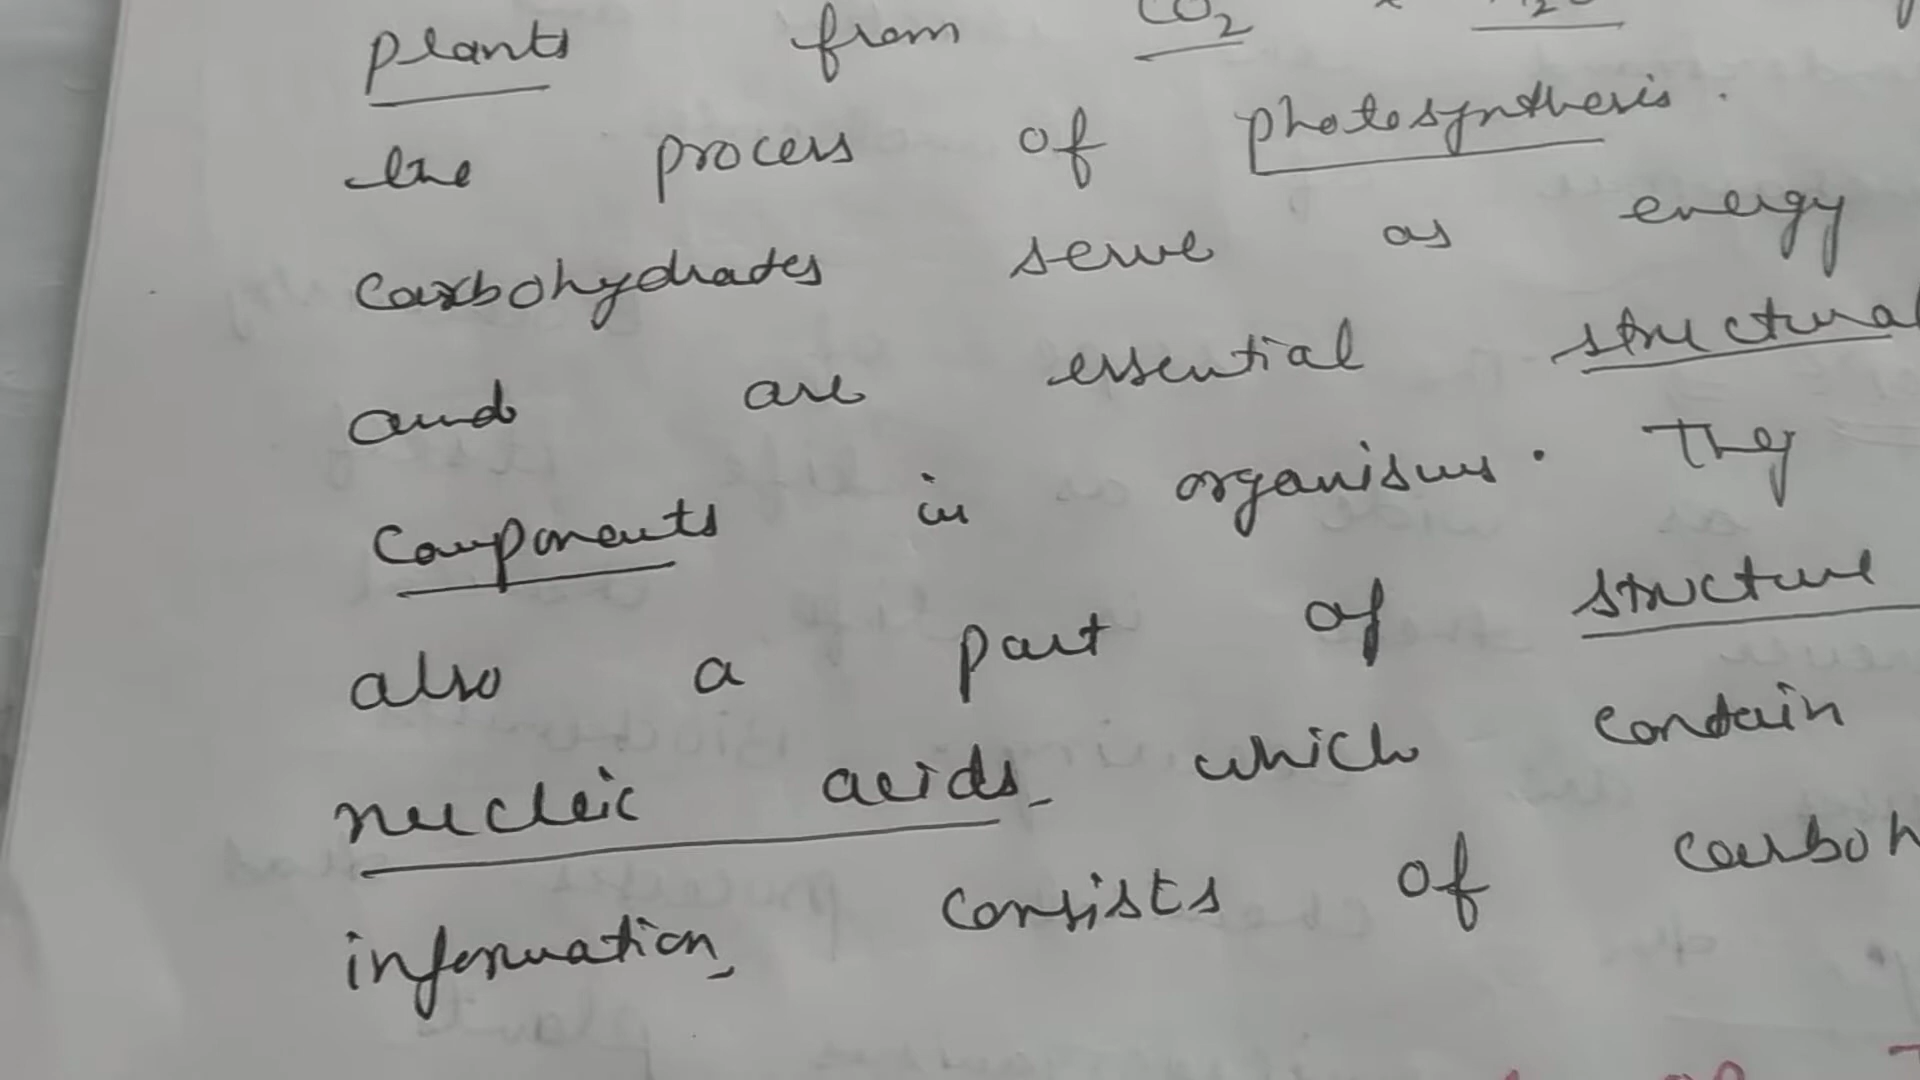 plants from CO2
the process of photosynthesis.
carbohydrates serve as energy
and are essential structural
components in organisms. They
also a part of structure
nucleic acids which contain
information consists of carboh